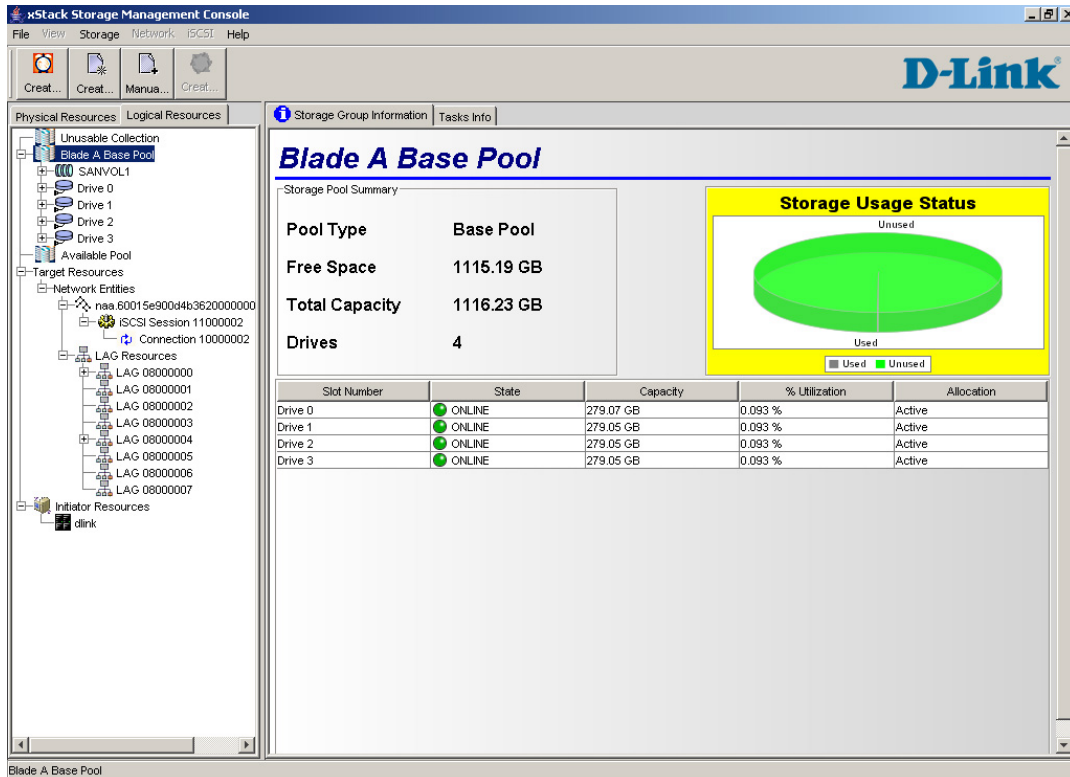 xStack Storage Management Console
File View Storage Network iSCSI Help
Creat... Creat... Manua... Creat...
D-Link
Physical Resources Logical Resources
Unusable Collection
Blade A Base Pool
SANVOL1
Drive 0
Drive 1
Drive 2
Drive 3
Available Pool
Target Resources
Network Entities
naa.60015e900d4b3620000000
iSCSI Session 11000002
Connection 10000002
LAG Resources
LAG 08000000
LAG 08000001
LAG 08000002
LAG 08000003
LAG 08000004
LAG 08000005
LAG 08000006
LAG 08000007
Initiator Resources
dlink
Storage Group Information Tasks Info
Blade A Base Pool
Storage Pool Summary
Pool Type Base Pool
Free Space 1115.19 GB
Total Capacity 1116.23 GB
Drives 4
Storage Usage Status
Unused
Used
Used Unused
Slot Number State Capacity % Utilization Allocation
Drive 0 ONLINE 279.07 GB 0.093 % Active
Drive 1 ONLINE 279.05 GB 0.093 % Active
Drive 2 ONLINE 279.05 GB 0.093 % Active
Drive 3 ONLINE 279.05 GB 0.093 % Active
Blade A Base Pool